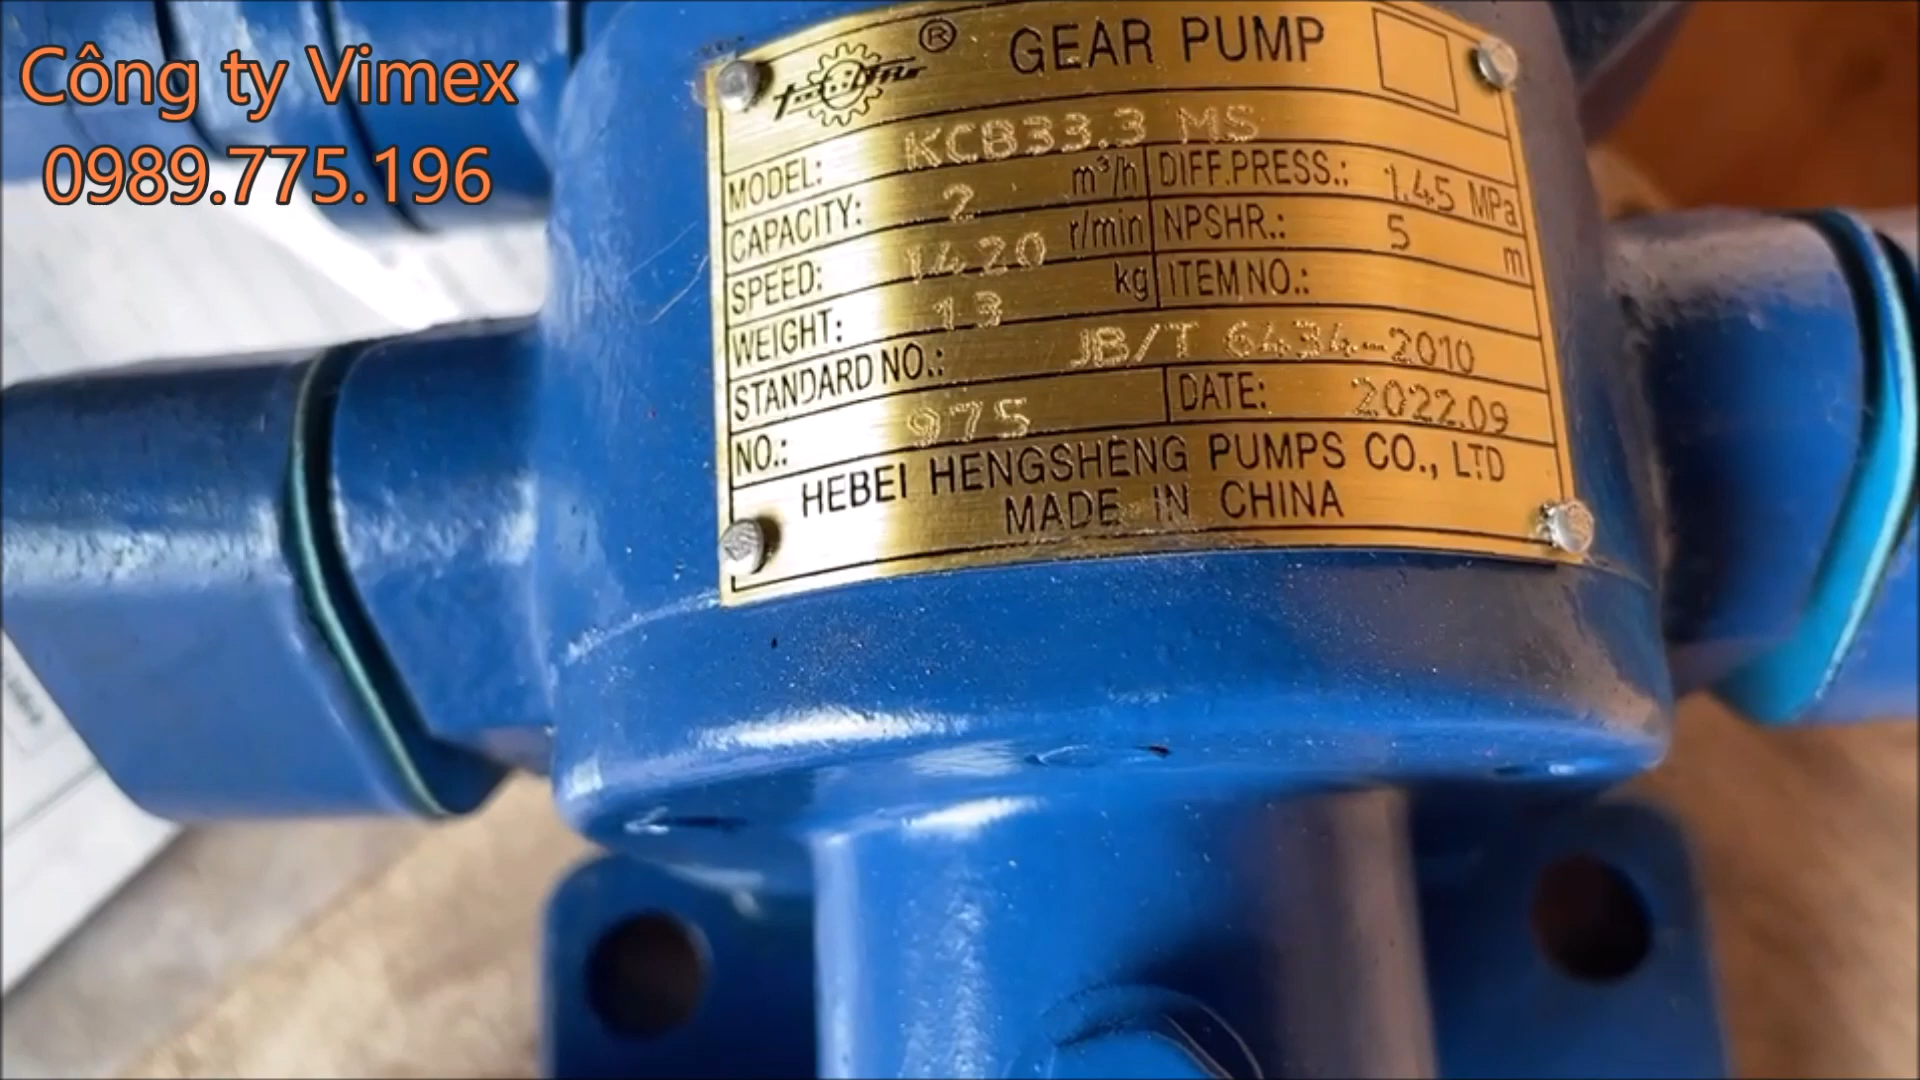 Công ty Vimex
0989.775.196
® GEAR PUMP
MODEL: KCB33.3 MS
CAPACITY: 2 m³/h DIFF.PRESS.: 1.45 MPa
SPEED: 1420 r/min NPSHR.: 5 m
WEIGHT: 13 kg ITEM NO.:
STANDARD NO.: JB/T 6434-2010
NO.: 975 DATE: 2022.09
HEBEI HENGSHENG PUMPS CO., LTD
MADE IN CHINA